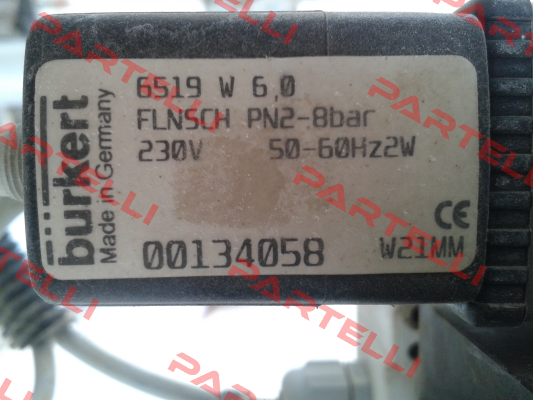 6519 W 6,0
FLNSCH PN2-8bar
230V 50-60Hz2W
00134058
CE
W21MM
burkert
Made in Germany
PARTELLI
PARTELLI
PARTELLI
PARTELLI
PARTELLI